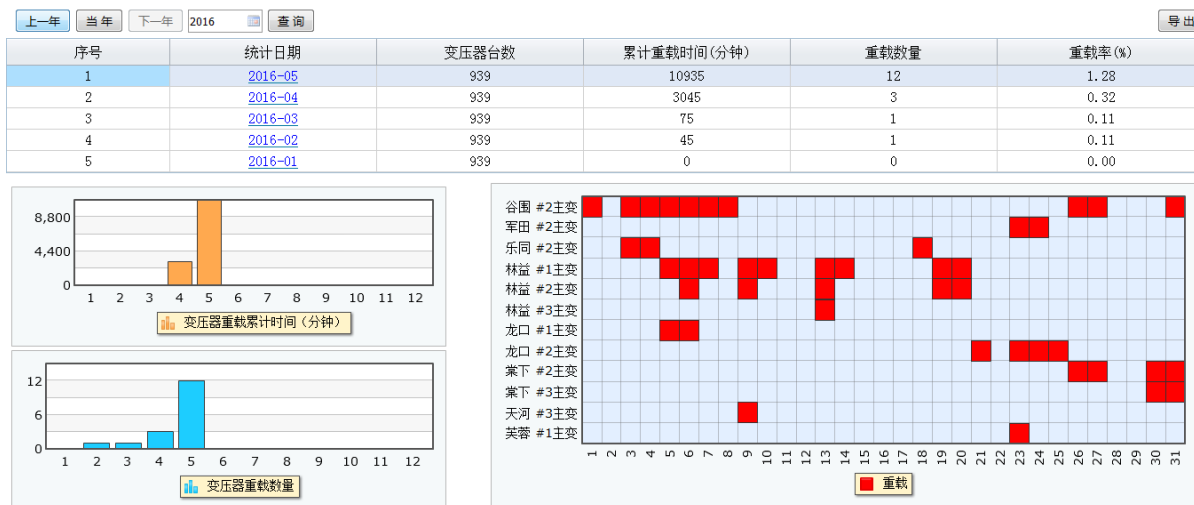 上一年 当 年 下一年 2016 查 询 导 出
序号 统计日期 变压器台数 累计重载时间(分钟) 重载数量 重载率(%)
1 2016-05 939 10935 12 1.28
2 2016-04 939 3045 3 0.32
3 2016-03 939 75 1 0.11
4 2016-02 939 45 1 0.11
5 2016-01 939 0 0 0.00
8,800
4,400
0
1 2 3 4 5 6 7 8 9 10 11 12
变压器重载累计时间（分钟）
12
6
0
1 2 3 4 5 6 7 8 9 10 11 12
变压器重载数量
谷围 #2主变
军田 #2主变
乐同 #2主变
林益 #1主变
林益 #2主变
林益 #3主变
龙口 #1主变
龙口 #2主变
棠下 #2主变
棠下 #3主变
天河 #3主变
芙蓉 #1主变
1 2 3 4 5 6 7 8 9 10 11 12 13 14 15 16 17 18 19 20 21 22 23 24 25 26 27 28 29 30 31
重载